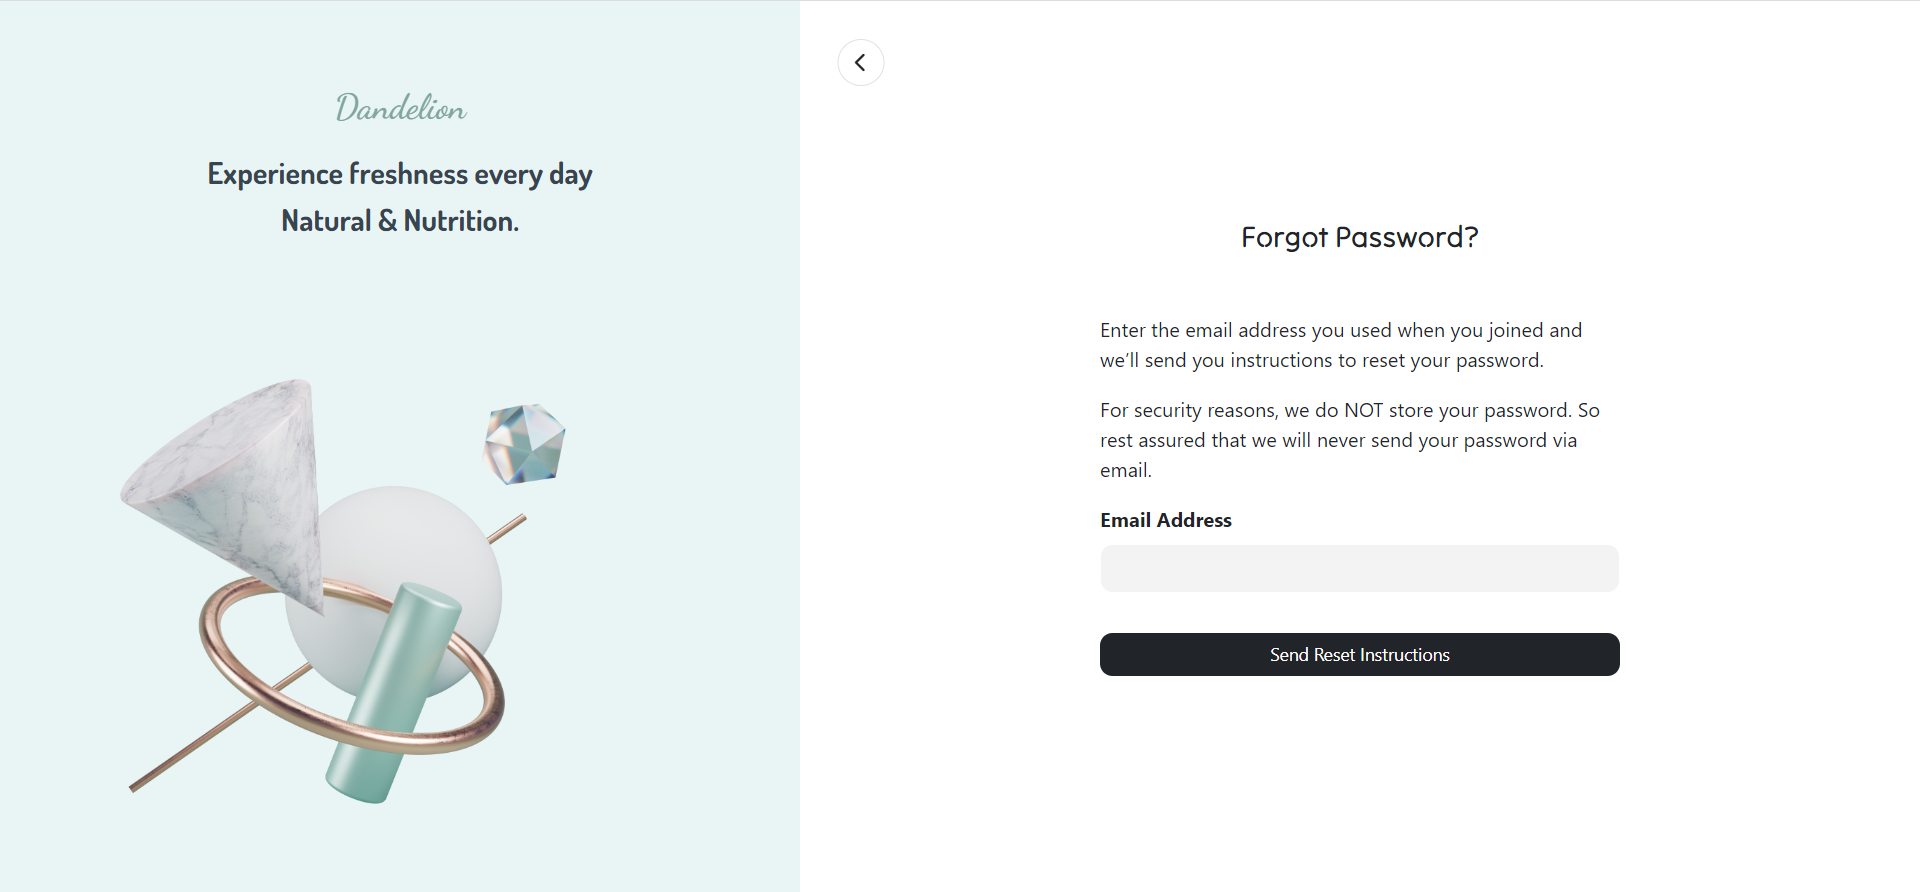 Dandelion
Experience freshness every day
Natural & Nutrition.
Forgot Password?
Enter the email address you used when you joined and
we’ll send you instructions to reset your password.
For security reasons, we do NOT store your password. So
rest assured that we will never send your password via
email.
Email Address
Send Reset Instructions